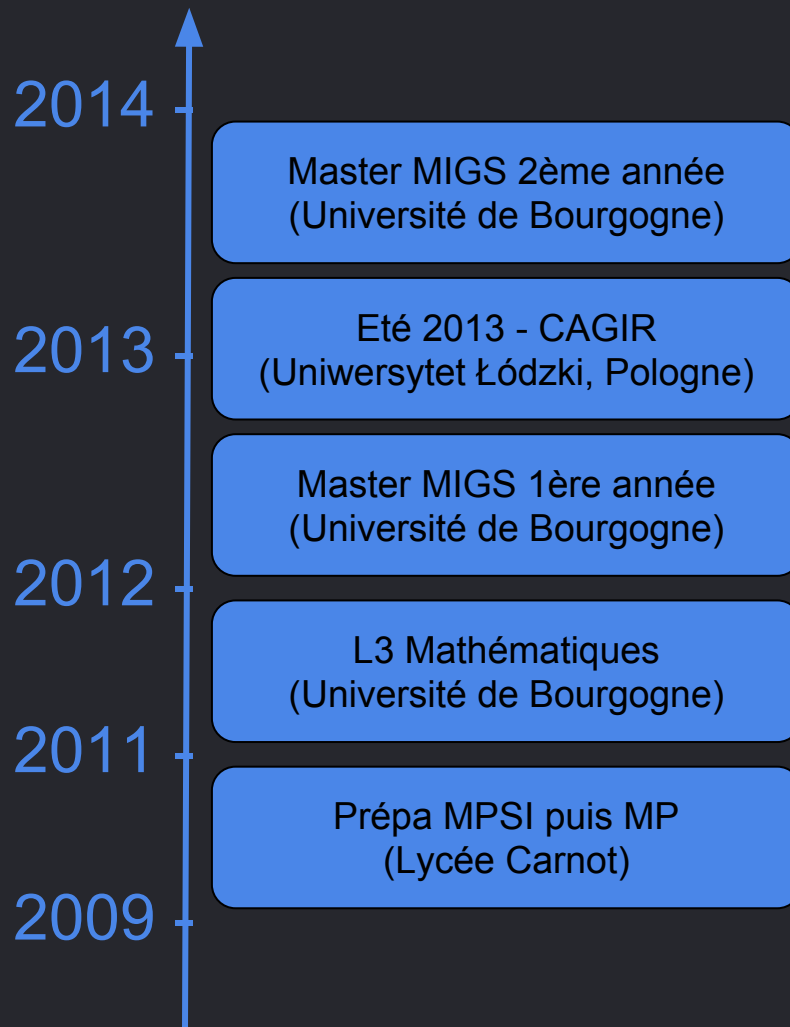 2014
Master MIGS 2ème année
(Université de Bourgogne)
Eté 2013 - CAGIR
(Uniwersytet Łódzki, Pologne)
2013
Master MIGS 1ère année
(Université de Bourgogne)
2012
L3 Mathématiques
(Université de Bourgogne)
2011
Prépa MPSI puis MP
(Lycée Carnot)
2009